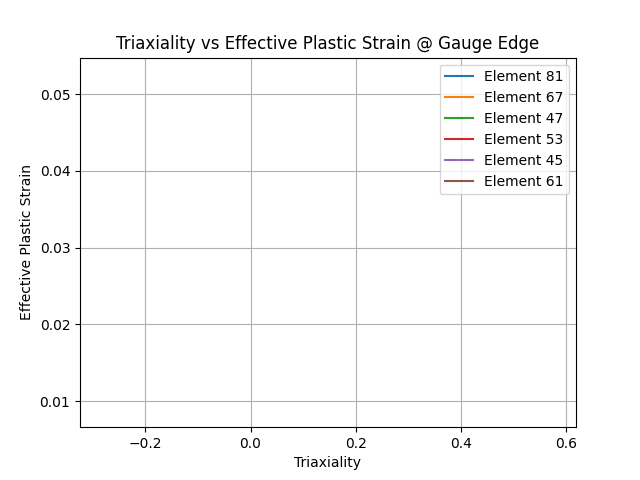 Triaxiality vs Effective Plastic Strain @ Gauge Edge
Element 81
Element 67
Element 47
Element 53
Element 45
Element 61
0.05
0.04
0.03
0.02
0.01
Effective Plastic Strain
−0.2
0.0
0.2
0.4
0.6
Triaxiality